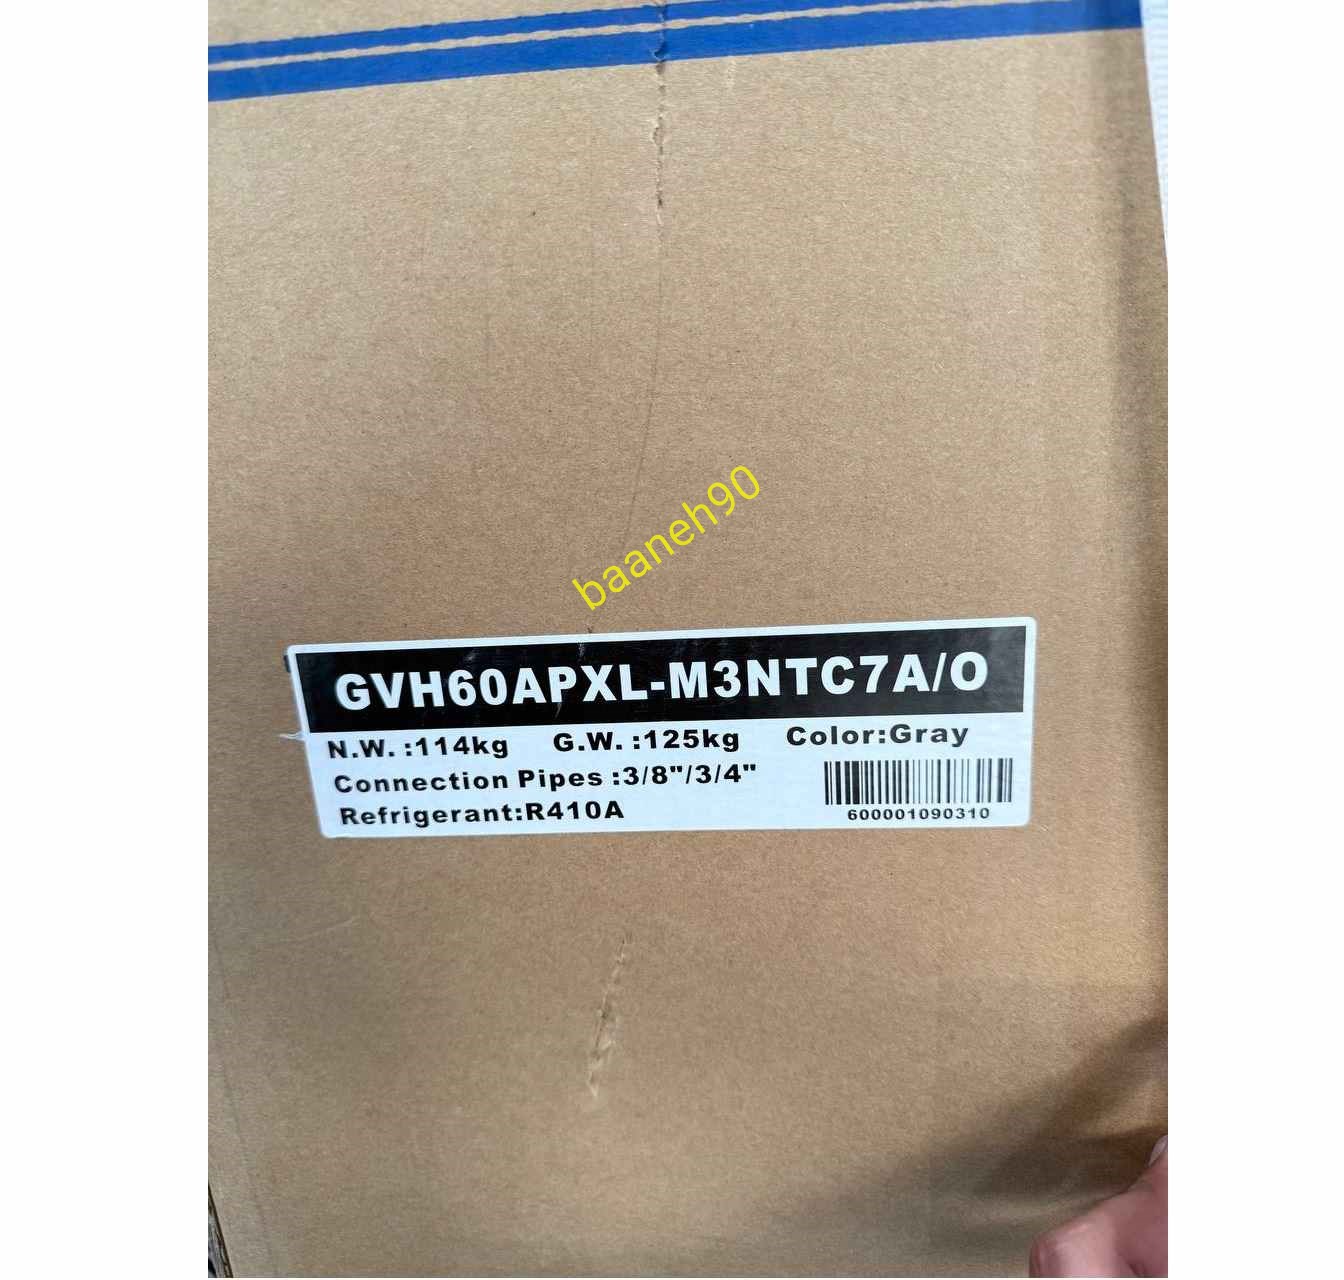 baaneh90
GVH60APXL-M3NTC7A/O
N.W. :114kg G.W. :125kg Color:Gray
Connection Pipes :3/8"/3/4"
Refrigerant:R410A
600001090310